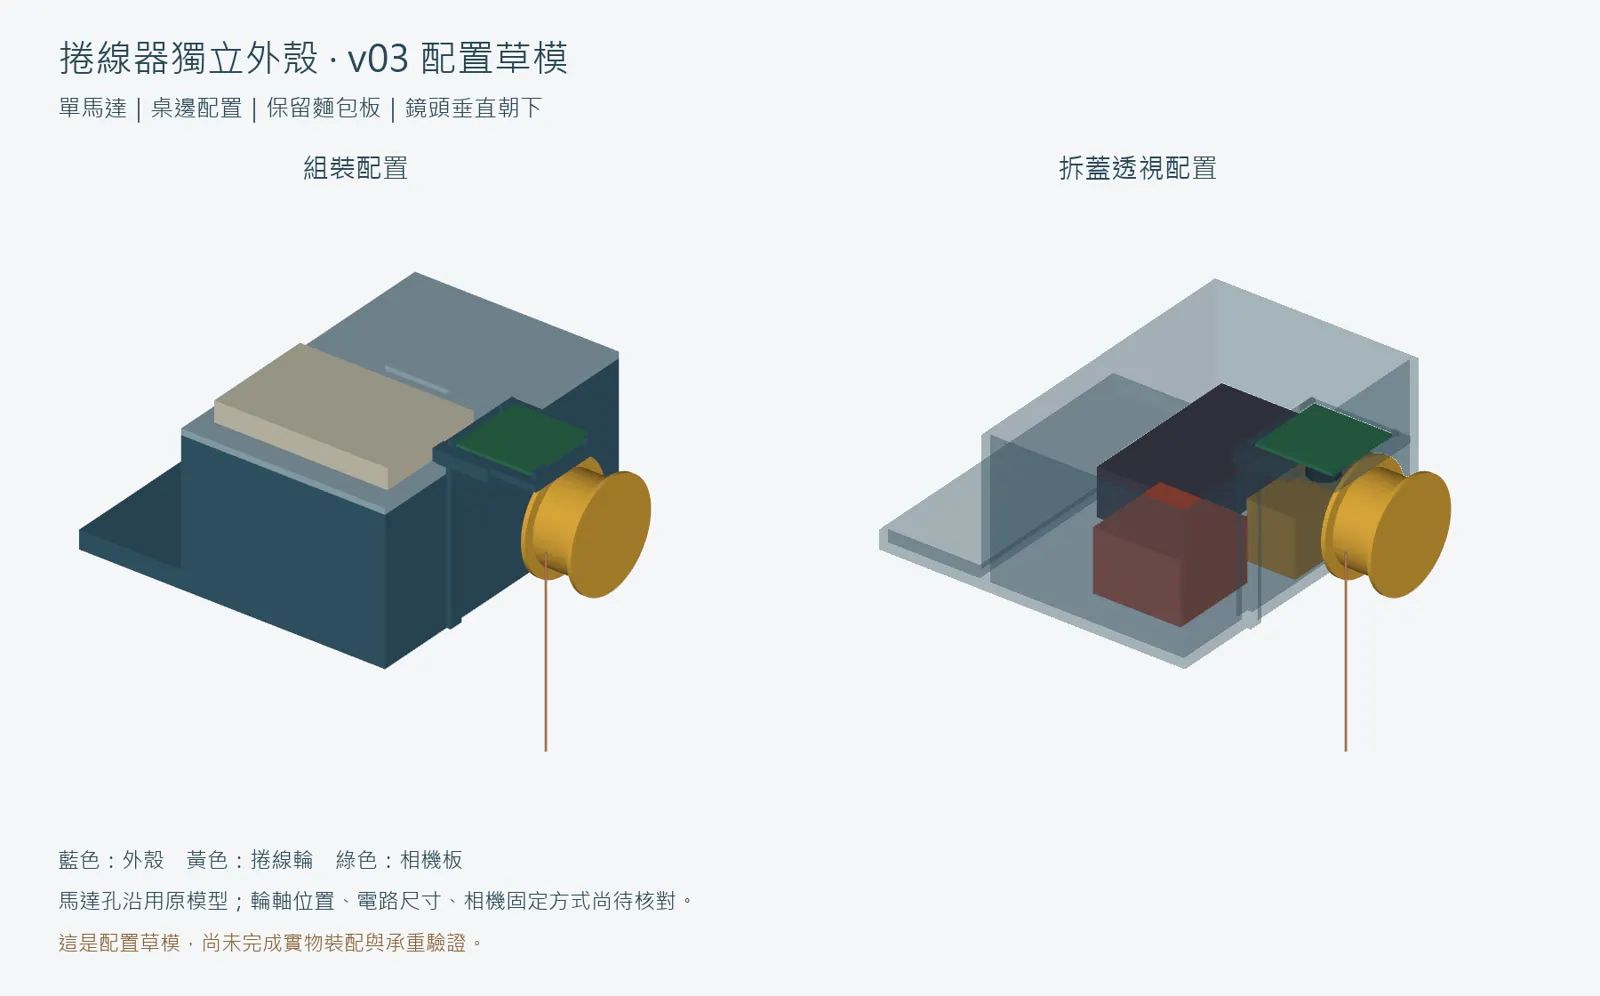 捲線器獨立外殼 · v03 配置草模
單馬達 | 桌邊配置 | 保留麵包板 | 鏡頭垂直朝下
組裝配置
拆蓋透視配置
藍色：外殼　黃色：捲線輪　綠色：相機板
馬達孔沿用原模型；輪軸位置、電路尺寸、相機固定方式尚待核對。
這是配置草模，尚未完成實物裝配與承重驗證。